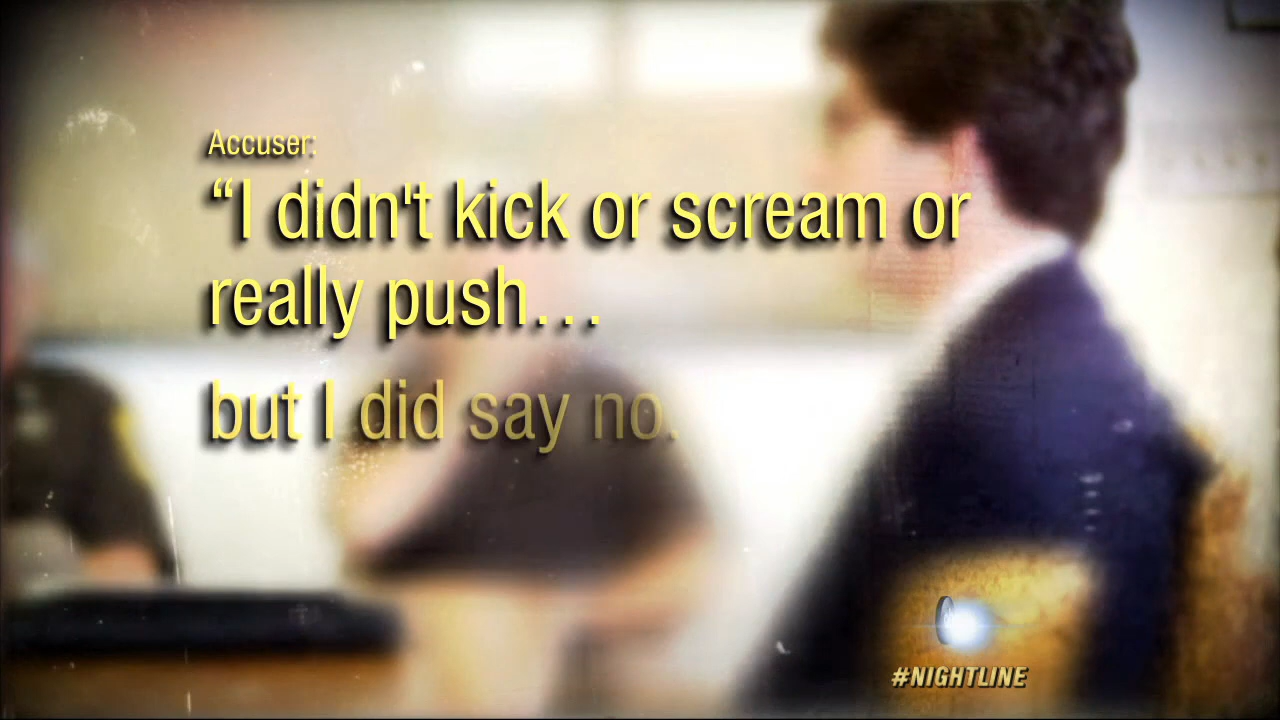 Accuser:
“I didn't kick or scream or
really push…
but I did say no.
#NIGHTLINE